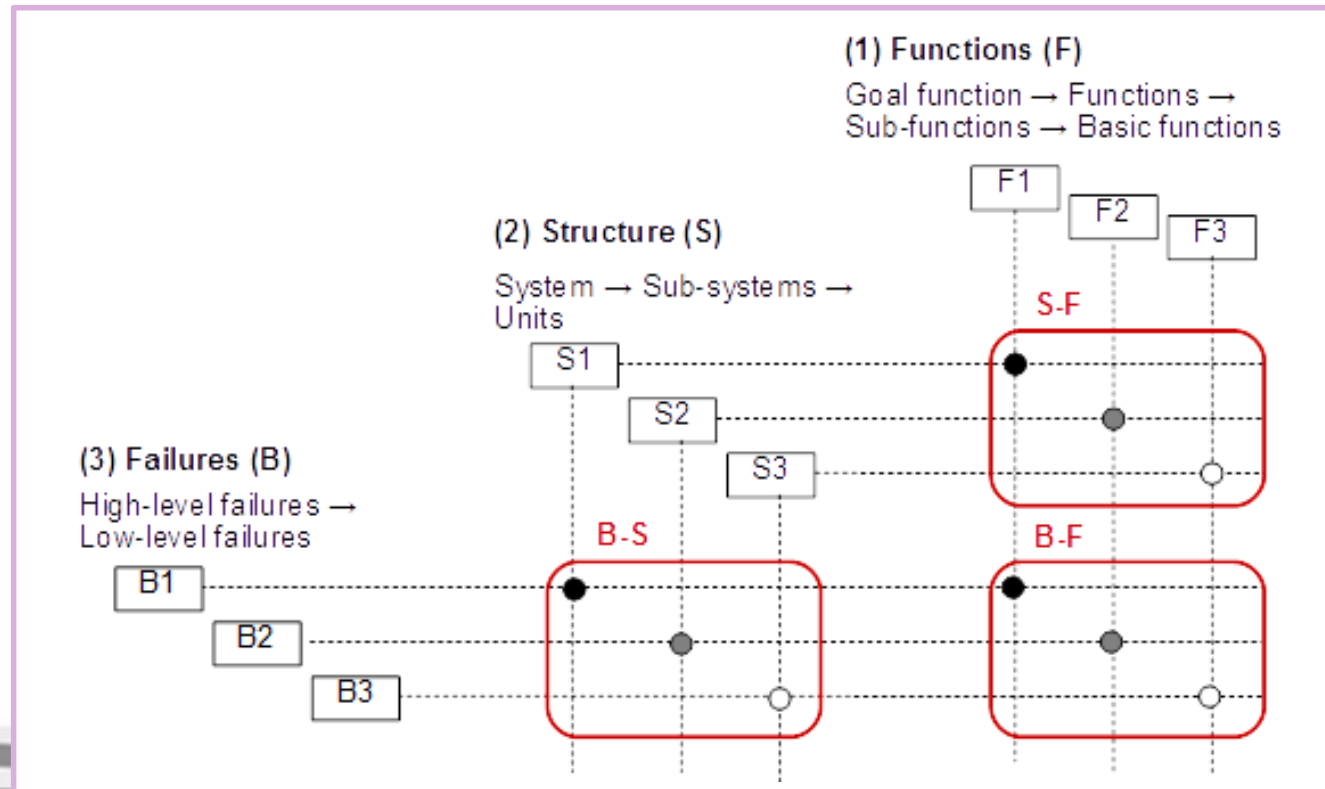 (1) Functions (F)
Goal function → Functions →
Sub-functions → Basic functions
F1
F2
F3
(2) Structure (S)
System → Sub-systems →
Units
S-F
S1
S2
S3
(3) Failures (B)
High-level failures →
Low-level failures
B-S
B-F
B1
B2
B3